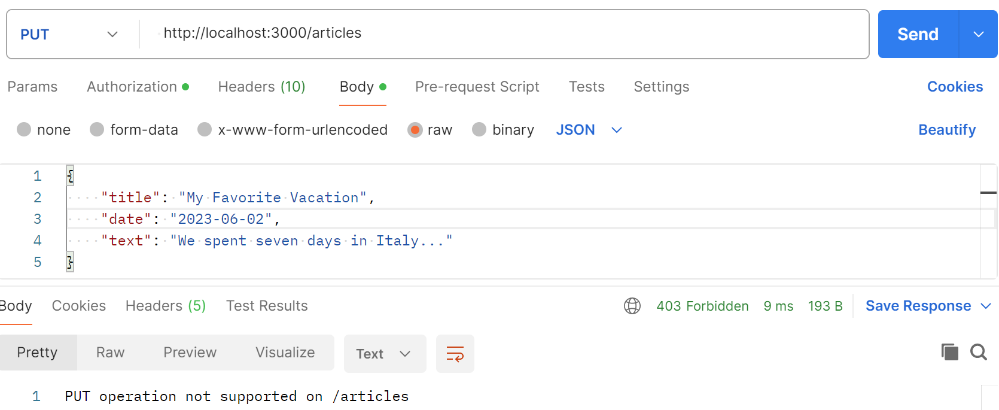 PUT http://localhost:3000/articles Send
Params Authorization Headers (10) Body Pre-request Script Tests Settings Cookies
none form-data x-www-form-urlencoded raw binary JSON Beautify
1 {
2 "title": "My Favorite Vacation",
3 "date": "2023-06-02",
4 "text": "We spent seven days in Italy..."
5 }
Body Cookies Headers (5) Test Results 403 Forbidden 9 ms 193 B Save Response
Pretty Raw Preview Visualize Text
1 PUT operation not supported on /articles